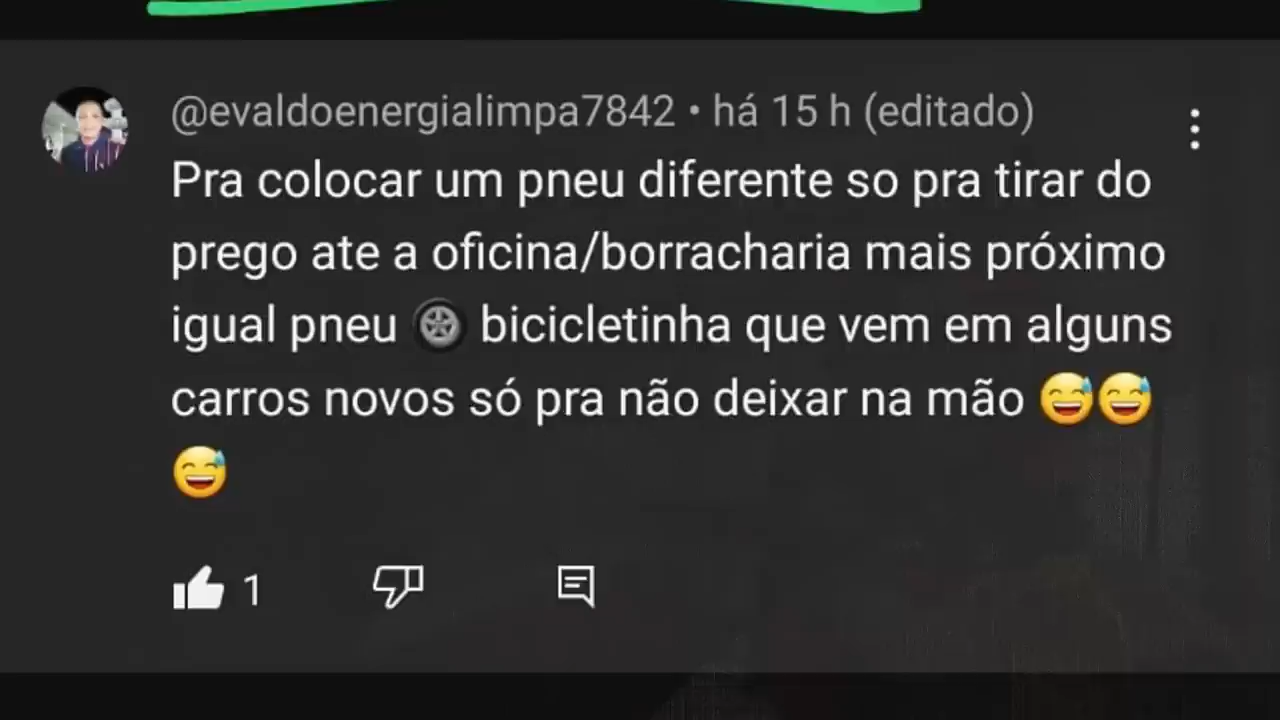 @evaldoenergialimpa7842 • há 15 h (editado)
Pra colocar um pneu diferente so pra tirar do
prego ate a oficina/borracharia mais próximo
igual pneu 🛞 bicicletinha que vem em alguns
carros novos só pra não deixar na mão 😅😅
😅
1